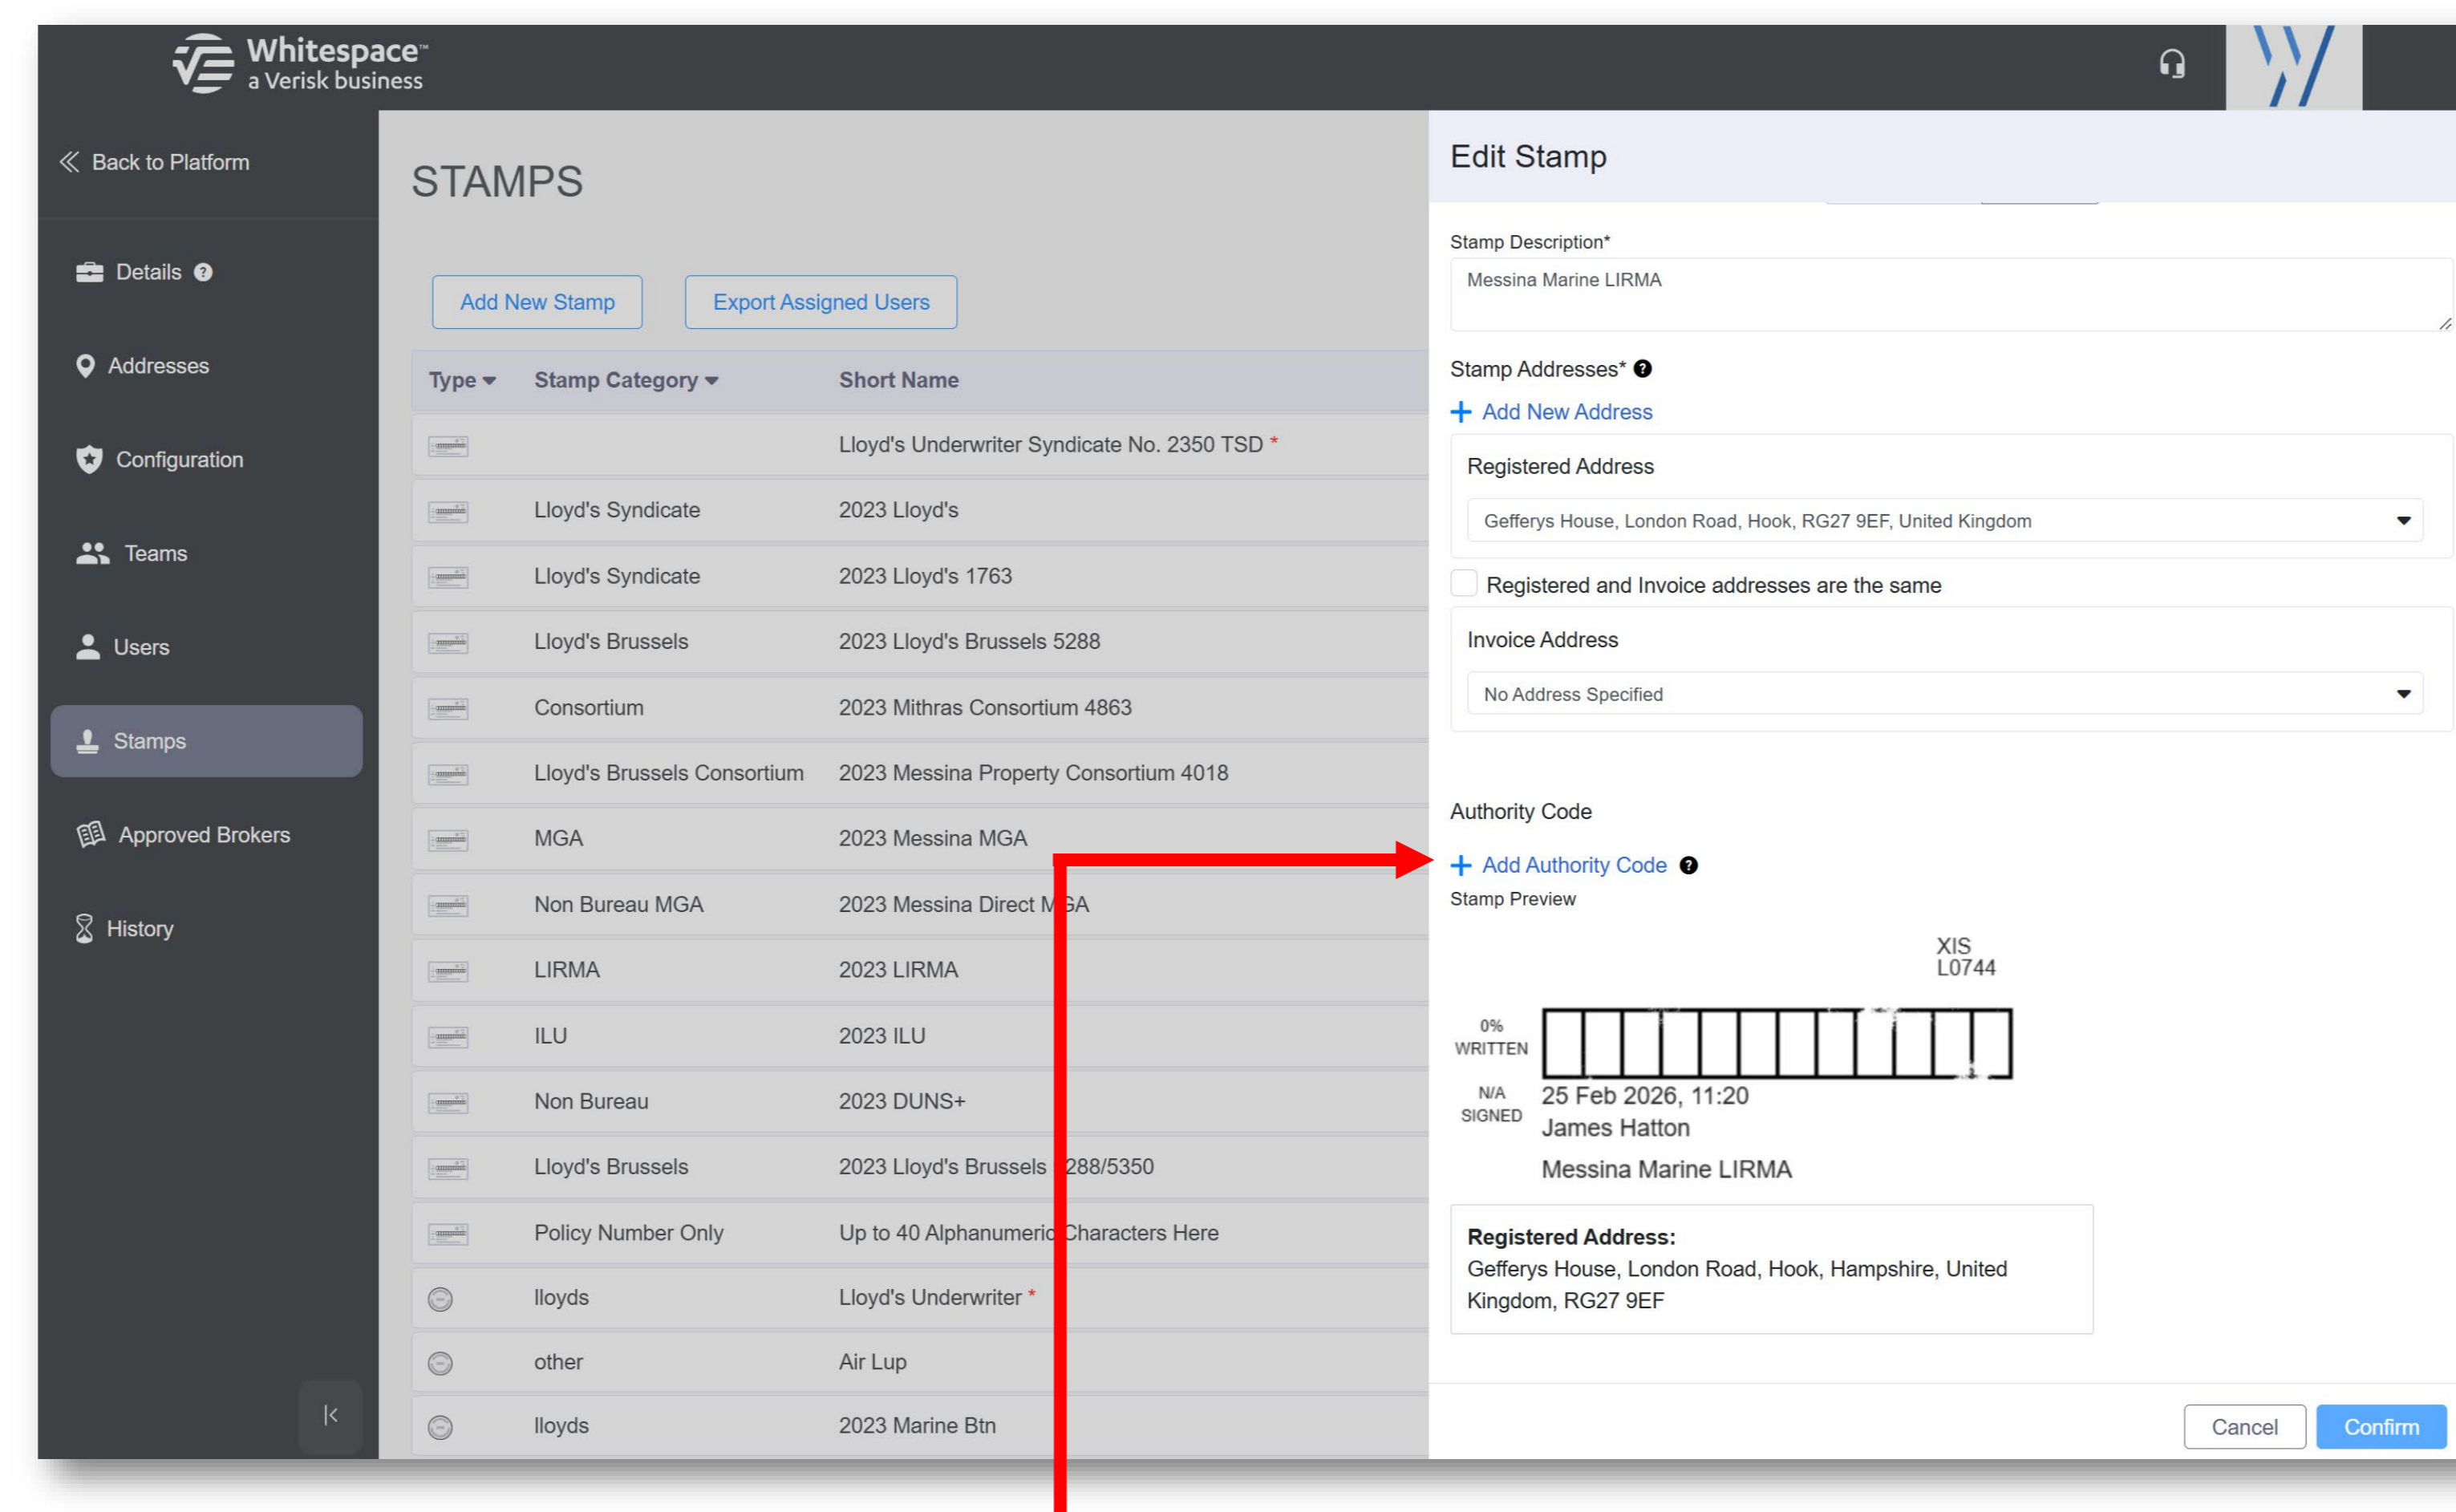 Whitespace™
a Verisk business
Back to Platform
Details
Addresses
Configuration
Teams
Users
Stamps
Approved Brokers
History
STAMPS
Add New Stamp
Export Assigned Users
Type Stamp Category Short Name
Lloyd's Underwriter Syndicate No. 2350 TSD *
Lloyd's Syndicate 2023 Lloyd's
Lloyd's Syndicate 2023 Lloyd's 1763
Lloyd's Brussels 2023 Lloyd's Brussels 5288
Consortium 2023 Mithras Consortium 4863
Lloyd's Brussels Consortium 2023 Messina Property Consortium 4018
MGA 2023 Messina MGA
Non Bureau MGA 2023 Messina Direct MGA
LIRMA 2023 LIRMA
ILU 2023 ILU
Non Bureau 2023 DUNS+
Lloyd's Brussels 2023 Lloyd's Brussels 288/5350
Policy Number Only Up to 40 Alphanumeric Characters Here
lloyds Lloyd's Underwriter *
other Air Lup
lloyds 2023 Marine Btn
Edit Stamp
Stamp Description*
Messina Marine LIRMA
Stamp Addresses*
+ Add New Address
Registered Address
Gefferys House, London Road, Hook, RG27 9EF, United Kingdom
Registered and Invoice addresses are the same
Invoice Address
No Address Specified
Authority Code
+ Add Authority Code
Stamp Preview
XIS
L0744
0%
WRITTEN
N/A
SIGNED
25 Feb 2026, 11:20
James Hatton
Messina Marine LIRMA
Registered Address:
Gefferys House, London Road, Hook, Hampshire, United
Kingdom, RG27 9EF
Cancel
Confirm